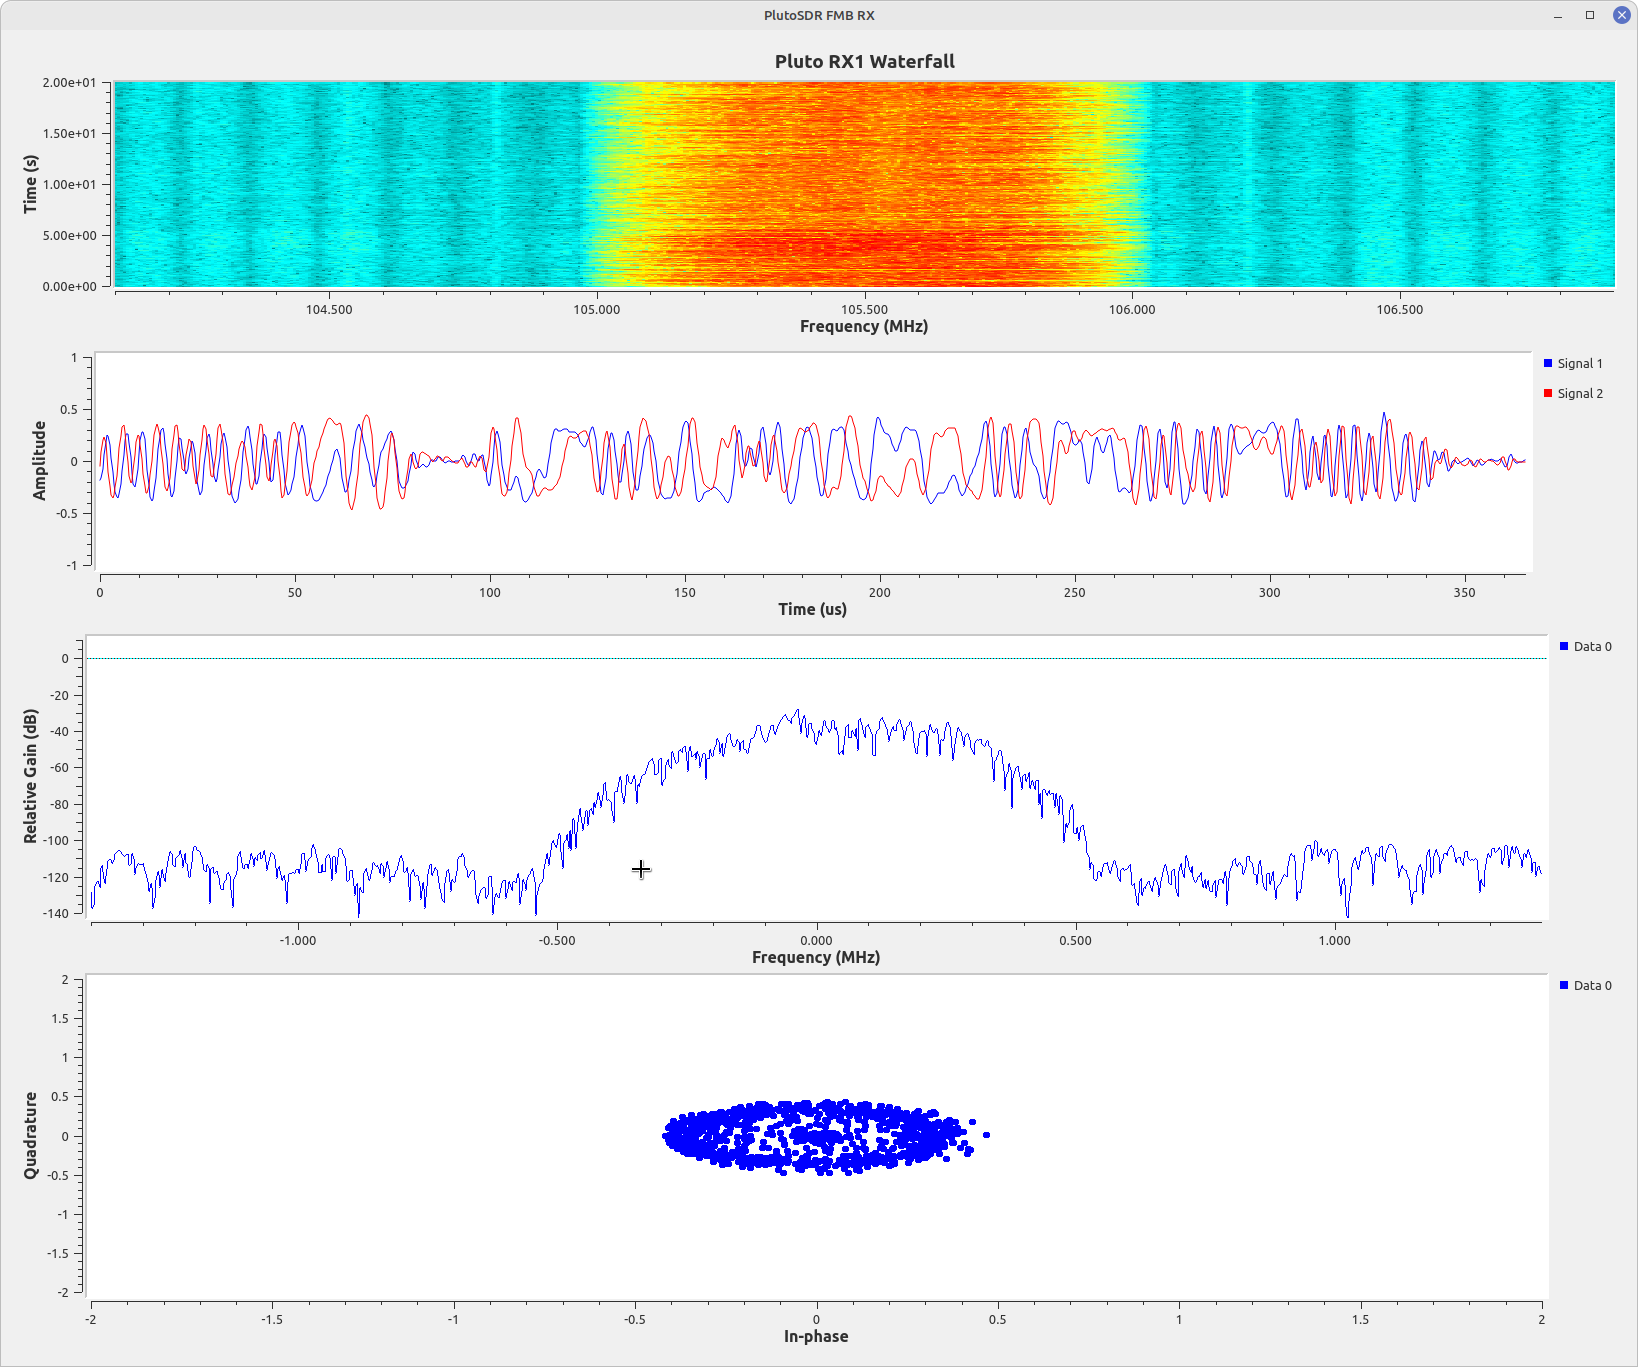 PlutoSDR FMB RX
Pluto RX1 Waterfall
2.00e+01
1.50e+01
1.00e+01
5.00e+00
0.00e+00
Time (s)
104.500 105.000 105.500 106.000 106.500
Frequency (MHz)
1
0.5
0
-0.5
-1
Amplitude
Signal 1
Signal 2
0 50 100 150 200 250 300 350
Time (us)
0
-20
-40
-60
-80
-100
-120
-140
Relative Gain (dB)
Data 0
-1.000 -0.500 0.000 0.500 1.000
Frequency (MHz)
2
1.5
1
0.5
0
-0.5
-1
-1.5
-2
Quadrature
Data 0
-2 -1.5 -1 -0.5 0 0.5 1 1.5 2
In-phase